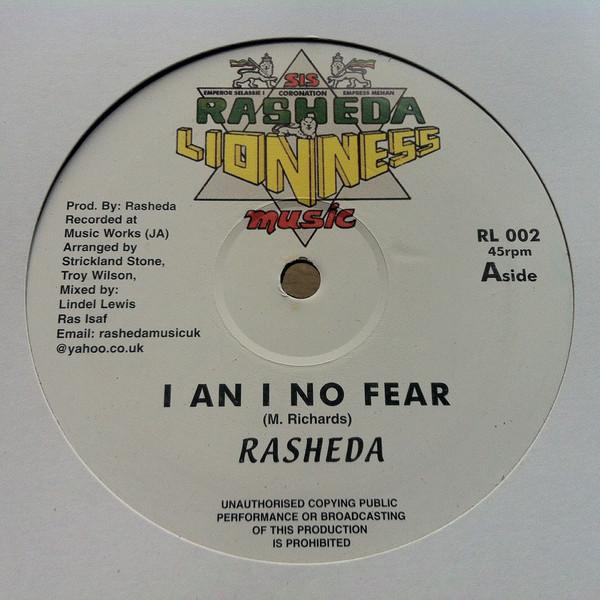 SIS
EMPEROR SELASSIE I CORONATION EMPRESS MENAN
RASHEDA
LIONNESS
music
Prod. By: Rasheda
Recorded at
Music Works (JA)
Arranged by
Strickland Stone,
Troy Wilson,
Mixed by:
Lindel Lewis
Ras Isaf
Email: rashedamusicuk
@yahoo.co.uk
RL 002
45rpm
Aside
I AN I NO FEAR
(M. Richards)
RASHEDA
UNAUTHORISED COPYING PUBLIC
PERFORMANCE OR BROADCASTING
OF THIS PRODUCTION
IS PROHIBITED